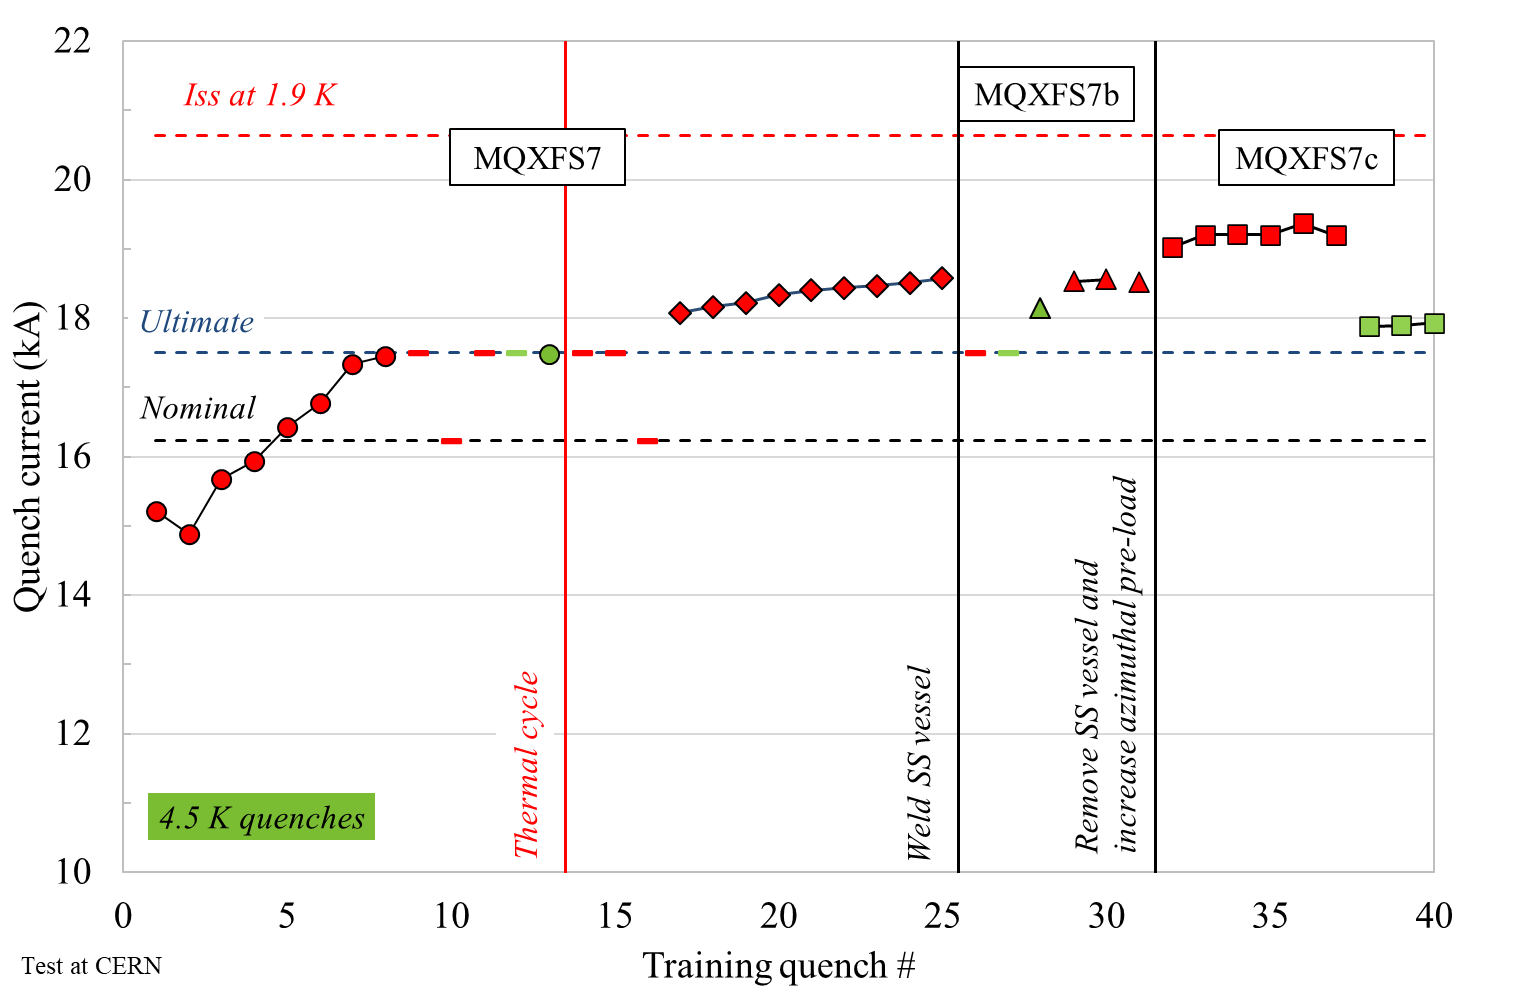 22
20
18
16
14
12
10
Quench current (kA)
Iss at 1.9 K
MQXFS7
MQXFS7b
MQXFS7c
Ultimate
Nominal
Thermal cycle
Weld SS vessel
Remove SS vessel and
increase azimuthal pre-load
4.5 K quenches
0
5
10
15
20
25
30
35
40
Training quench #
Test at CERN